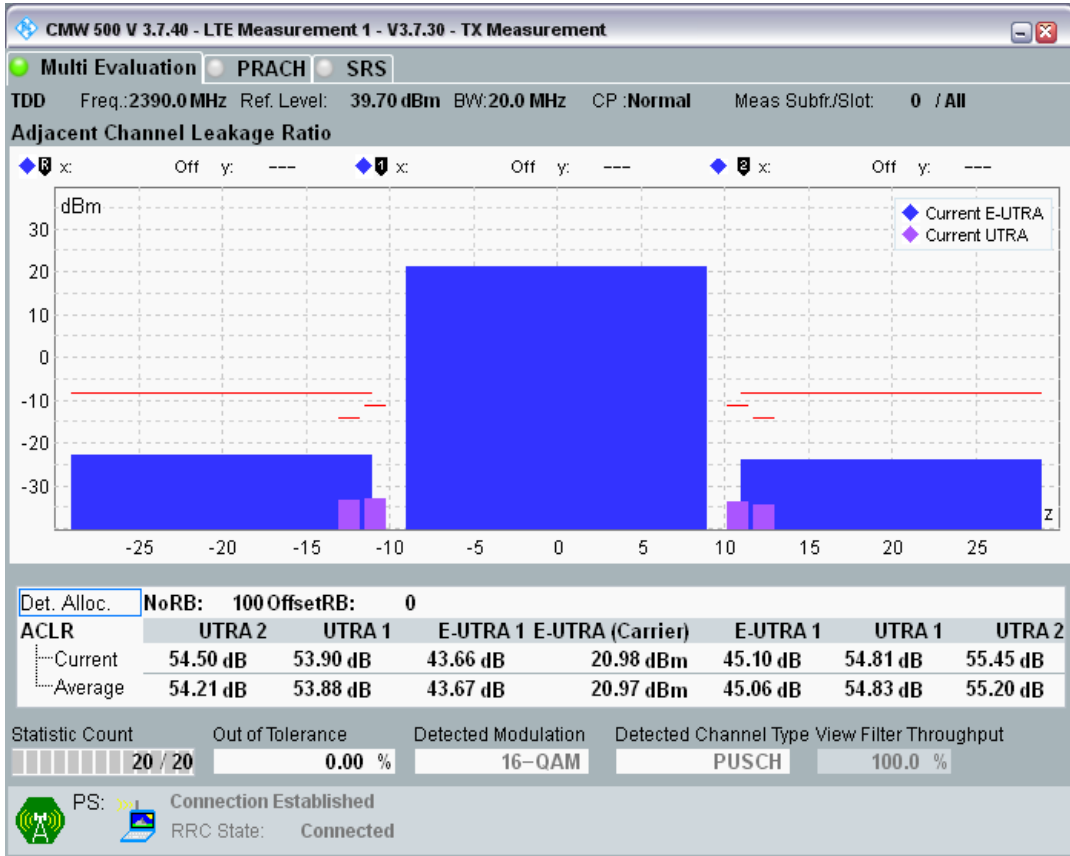 CMW 500 V 3.7.40 - LTE Measurement 1 - V3.7.30 - TX Measurement
Multi Evaluation PRACH SRS
TDD Freq.:2390.0 MHz Ref. Level: 39.70 dBm BW:20.0 MHz CP :Normal Meas Subfr./Slot: 0 / All
Adjacent Channel Leakage Ratio
R x: Off y: --- 1 x: Off y: --- 2 x: Off y: ---
dBm
Current E-UTRA
Current UTRA
30
20
10
0
-10
-20
-30
z
-25 -20 -15 -10 -5 0 5 10 15 20 25
Det. Alloc. NoRB: 100 OffsetRB: 0
ACLR UTRA 2 UTRA 1 E-UTRA 1 E-UTRA (Carrier) E-UTRA 1 UTRA 1 UTRA 2
Current 54.50 dB 53.90 dB 43.66 dB 20.98 dBm 45.10 dB 54.81 dB 55.45 dB
Average 54.21 dB 53.88 dB 43.67 dB 20.97 dBm 45.06 dB 54.83 dB 55.20 dB
Statistic Count Out of Tolerance Detected Modulation Detected Channel Type View Filter Throughput
20 / 20 0.00 % 16-QAM PUSCH 100.0 %
PS: Connection Established
RRC State: Connected